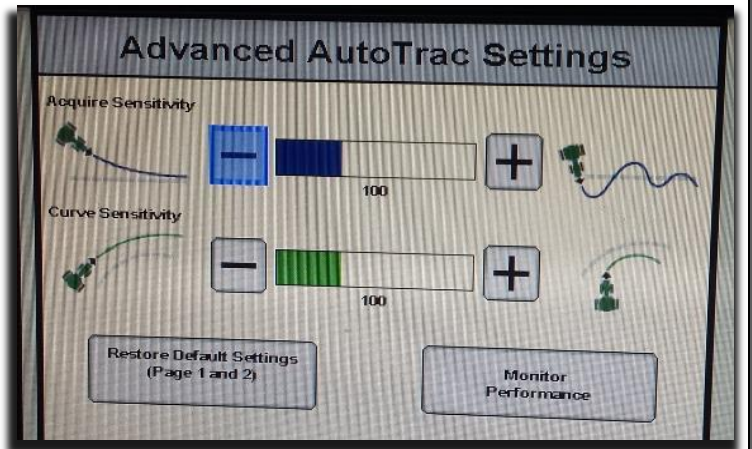 Advanced AutoTrac Settings
Acquire Sensitivity
100
Curve Sensitivity
100
Restore Default Settings
(Page 1 and 2)
Monitor
Performance